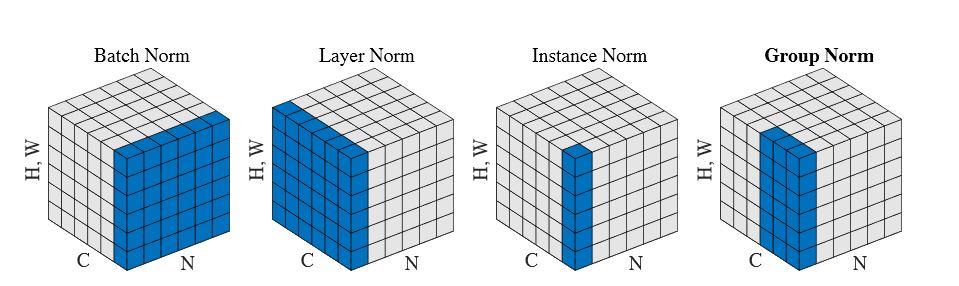 Batch Norm
Layer Norm
Instance Norm
Group Norm
H, W
C
N
H, W
C
N
H, W
C
N
H, W
C
N